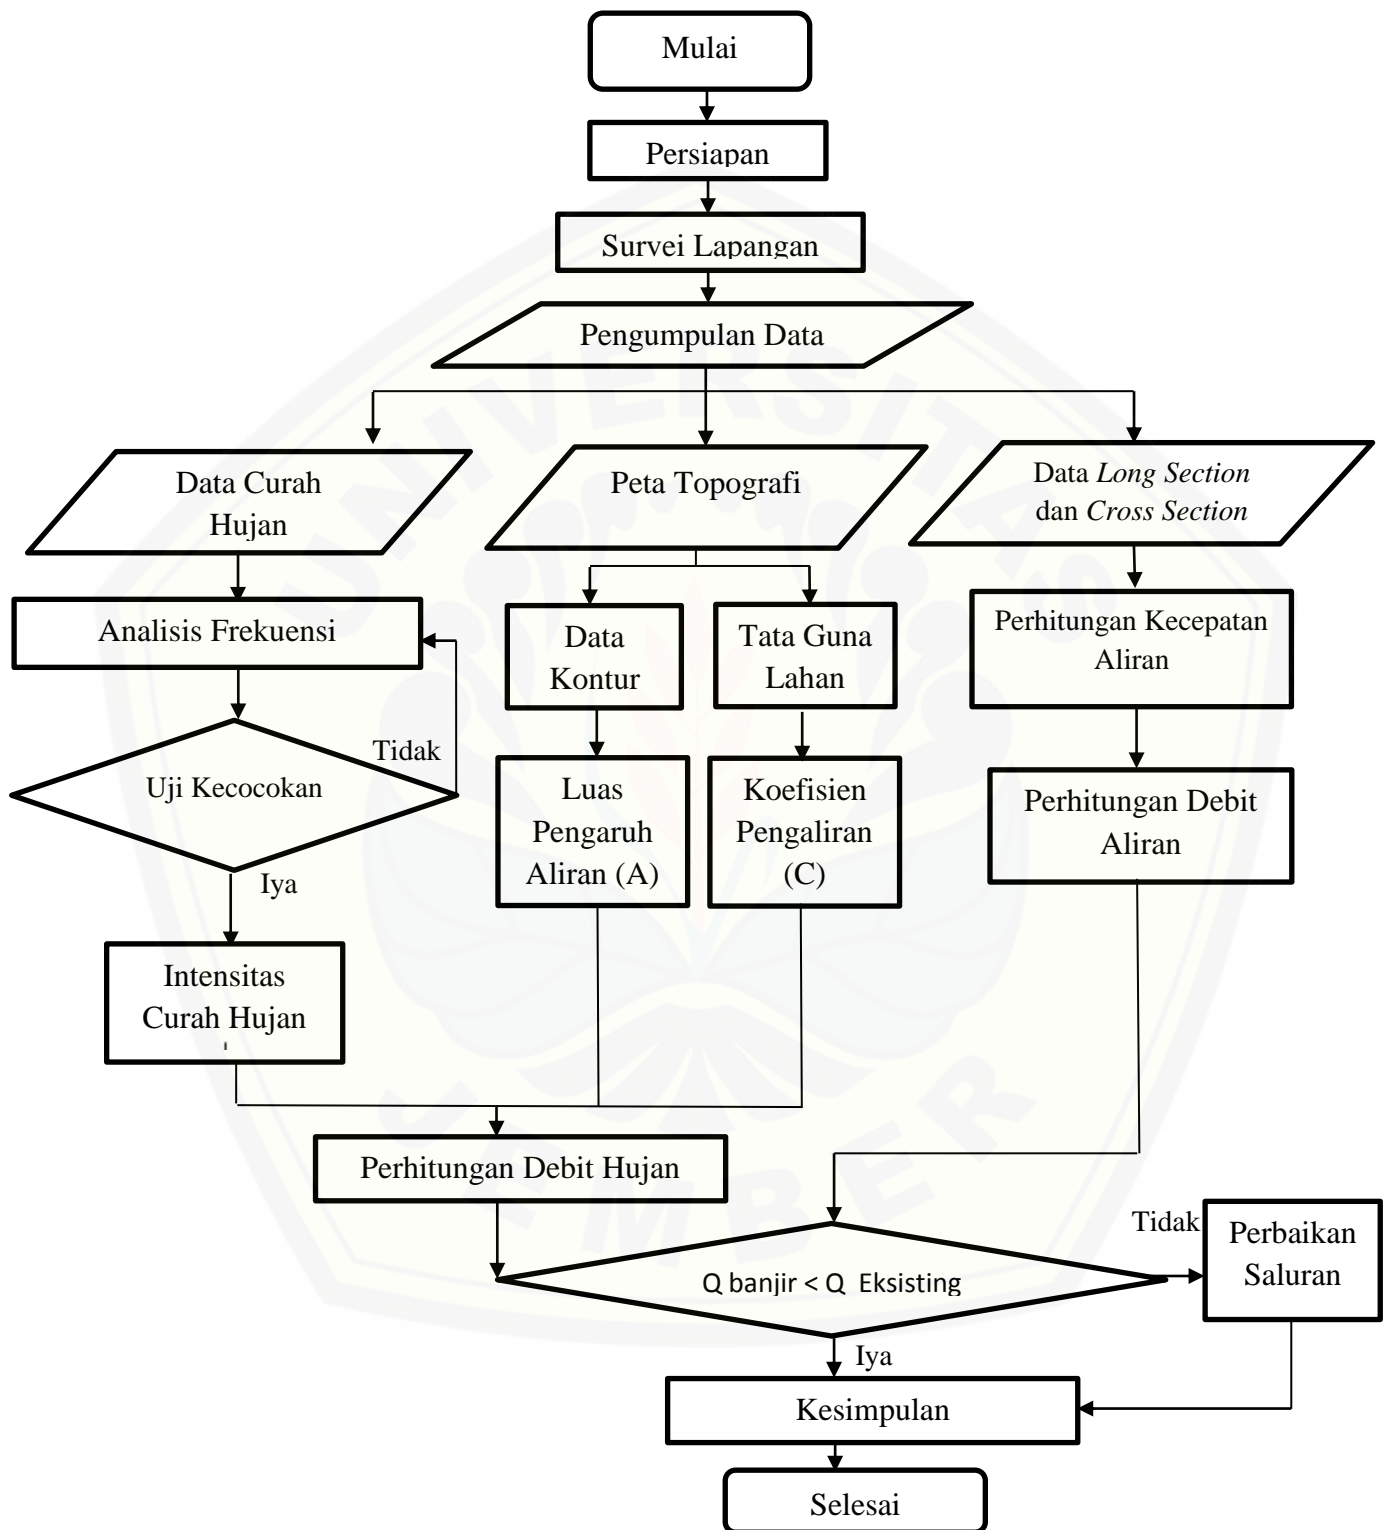 Mulai
Persiapan
Survei Lapangan
Pengumpulan Data
Data Curah
Hujan
Peta Topografi
Data Long Section
dan Cross Section
Analisis Frekuensi
Data
Kontur
Tata Guna
Lahan
Perhitungan Kecepatan
Aliran
Uji Kecocokan
Tidak
Luas
Pengaruh
Aliran (A)
Koefisien
Pengaliran
(C)
Perhitungan Debit
Aliran
Iya
Intensitas
Curah Hujan
Perhitungan Debit Hujan
Q banjir < Q Eksisting
Tidak
Perbaikan
Saluran
Iya
Kesimpulan
Selesai
UNIVERSITAS
JEMBER